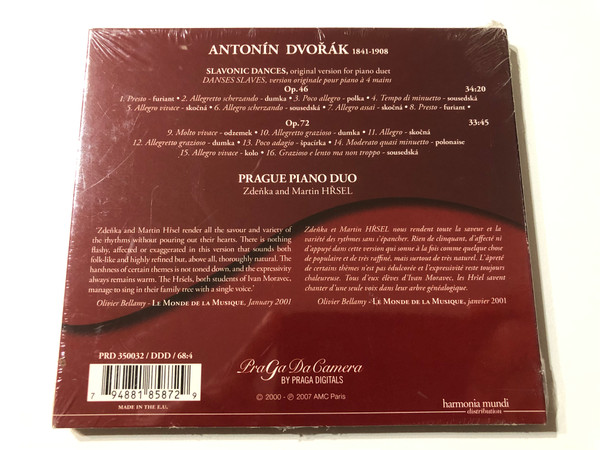 ANTONÍN DVOŘÁK 1841-1908
SLAVONIC DANCES, original version for piano duet
DANSES SLAVES, version originale pour piano à 4 mains
Op.46 34:20
1. Presto - furiant • 2. Allegretto scherzando - dumka • 3. Poco allegro - polka • 4. Tempo di minuetto - sousedská
5. Allegro vivace - skočná • 6. Allegretto scherzando - sousedská • 7. Allegro assai - skočná • 8. Presto - furiant •
Op.72 33:45
9. Molto vivace - odzemek • 10. Allegretto grazioso - dumka • 11. Allegro - skočná
12. Allegretto grazioso - dumka • 13. Poco adagio - špacírka • 14. Moderato quasi minuetto - polonaise
15. Allegro vivace - kolo • 16. Grazioso e lento ma non troppo - sousedská
PRAGUE PIANO DUO
Zdeňka and Martin HŘSEL
'Zdeňka and Martin Hřsel render all the savour and variety of
the rhythms without pouring out their hearts. There is nothing
flashy, affected or exaggerated in this version that sounds both
folk-like and highly refined but, above all, thoroughly natural. The
harshness of certain themes is not toned down, and the expressivity
always remains warm. The Hřsels, both students of Ivan Moravec,
manage to sing in their family tree with a single voice.'
Olivier Bellamy - LE MONDE DE LA MUSIQUE, January 2001
Zdeňka et Martin HŘSEL nous rendent toute la saveur et la
variété des rythmes sans s'épancher. Rien de clinquant, d'affecté ni
d'appuyé dans cette version qui sonne à la fois comme quelque chose
de populaire et de très raffiné, mais surtout de très naturel. L'âpreté
de certains thèmes n'est pas édulcorée et l'expressivité reste toujours
chaleureuse. Tous d'eux élèves d'Ivan Moravec, les Hřsel savent
chanter d'une seule voix dans leur arbre généalogique.
Olivier Bellamy - LE MONDE DE LA MUSIQUE, janvier 2001
PRD 350032 / DDD / 68:4
7 94881 85872 9
MADE IN THE E.U.
PraGa Da Camera
BY PRAGA DIGITALS
© 2000 - ℗ 2007 AMC Paris
harmonia mundi
distribution